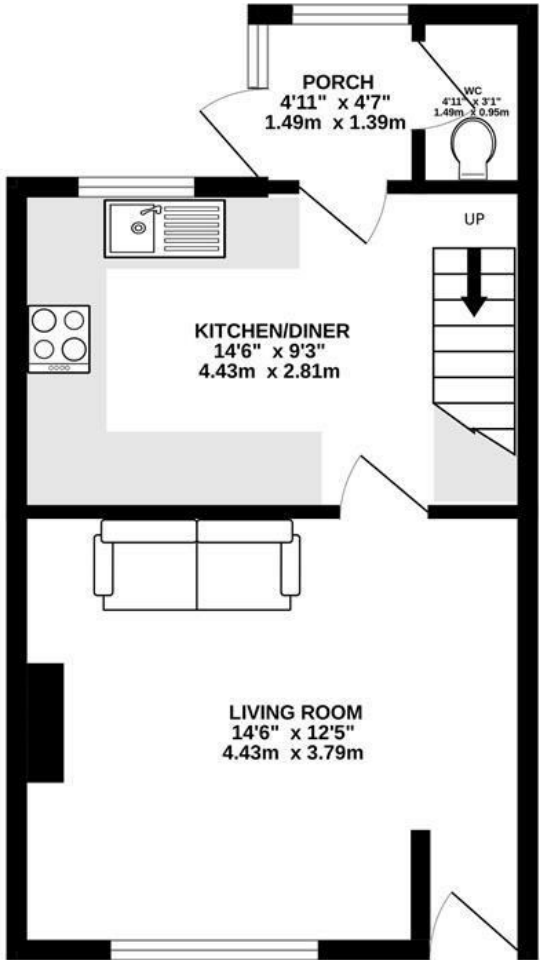 PORCH
4'11" x 4'7"
1.49m x 1.39m
WC
4'11" x 3'1"
1.49m x 0.95m
UP
KITCHEN/DINER
14'6" x 9'3"
4.43m x 2.81m
LIVING ROOM
14'6" x 12'5"
4.43m x 3.79m